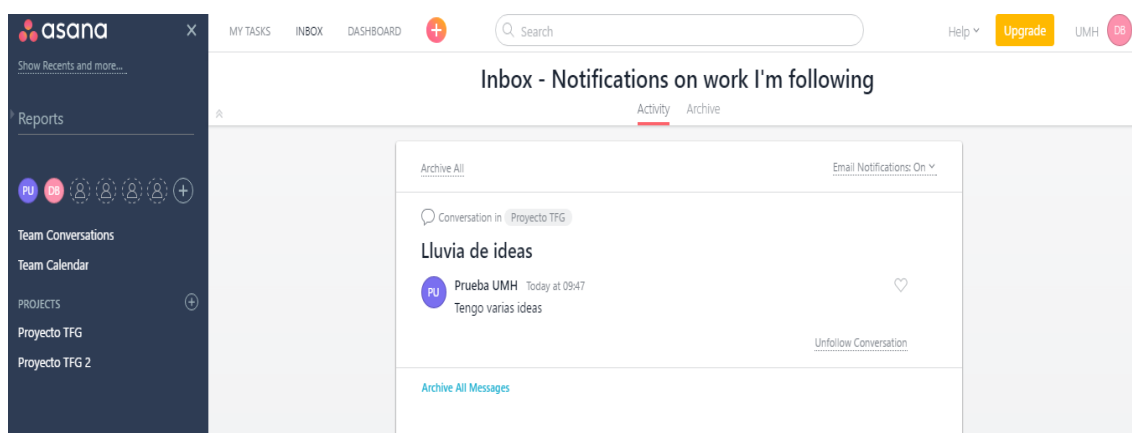 asana
MY TASKS INBOX DASHBOARD
Search
Help
Upgrade
UMH DB
Show Recents and more...
Reports
PU DB
Team Conversations
Team Calendar
PROJECTS
Proyecto TFG
Proyecto TFG 2
Inbox - Notifications on work I'm following
Activity Archive
Archive All
Email Notifications: On
Conversation in Proyecto TFG
Lluvia de ideas
PU Prueba UMH Today at 09:47
Tengo varias ideas
Unfollow Conversation
Archive All Messages